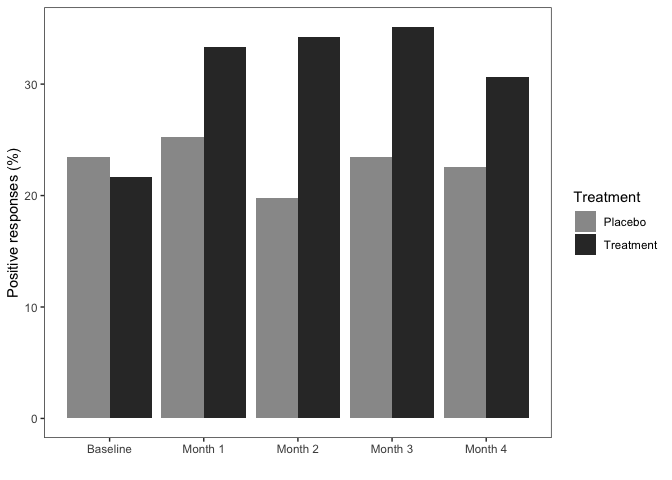 Positive responses (%)
30
20
10
0
Baseline
Month 1
Month 2
Month 3
Month 4
Treatment
Placebo
Treatment